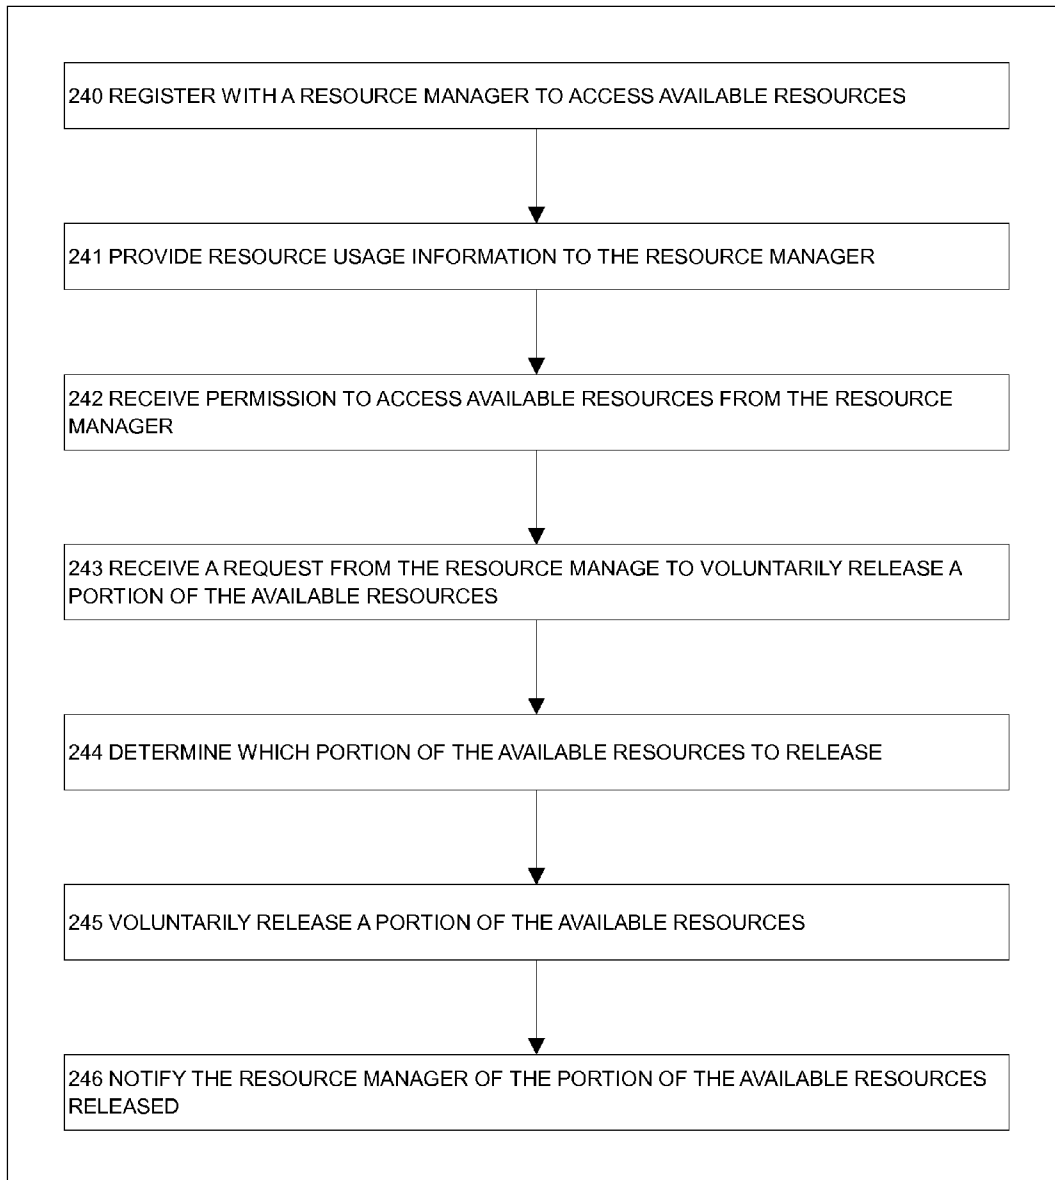 240 REGISTER WITH A RESOURCE MANAGER TO ACCESS AVAILABLE RESOURCES
241 PROVIDE RESOURCE USAGE INFORMATION TO THE RESOURCE MANAGER
242 RECEIVE PERMISSION TO ACCESS AVAILABLE RESOURCES FROM THE RESOURCE
MANAGER
243 RECEIVE A REQUEST FROM THE RESOURCE MANAGE TO VOLUNTARILY RELEASE A
PORTION OF THE AVAILABLE RESOURCES
244 DETERMINE WHICH PORTION OF THE AVAILABLE RESOURCES TO RELEASE
245 VOLUNTARILY RELEASE A PORTION OF THE AVAILABLE RESOURCES
246 NOTIFY THE RESOURCE MANAGER OF THE PORTION OF THE AVAILABLE RESOURCES
RELEASED